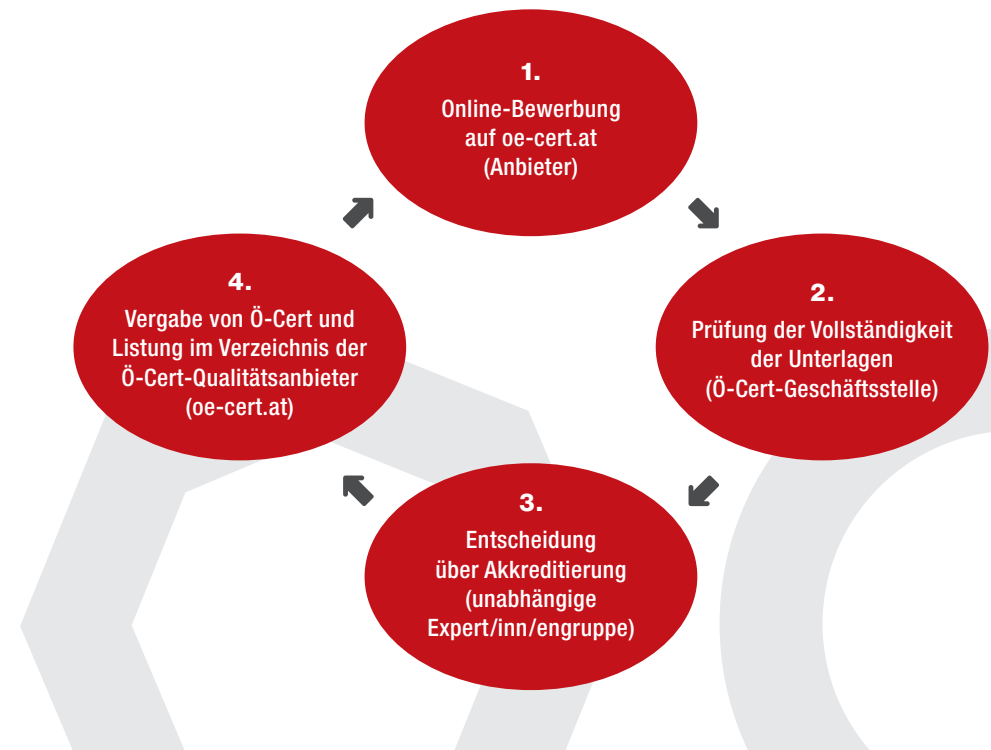 1.
Online-Bewerbung
auf oe-cert.at
(Anbieter)
2.
Prüfung der Vollständigkeit
der Unterlagen
(Ö-Cert-Geschäftsstelle)
3.
Entscheidung
über Akkreditierung
(unabhängige
Expert/inn/engruppe)
4.
Vergabe von Ö-Cert und
Listung im Verzeichnis der
Ö-Cert-Qualitätsanbieter
(oe-cert.at)